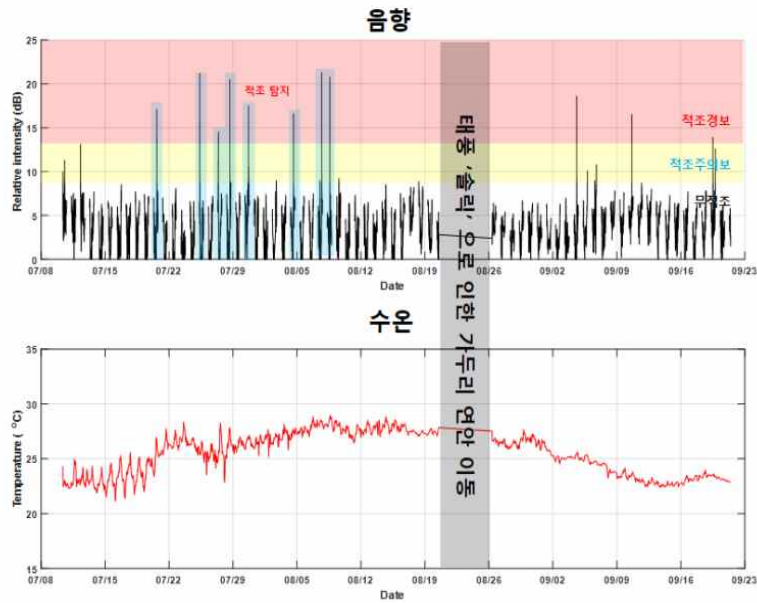 음향
Relative intensity (dB)
25
20
15
10
5
0
적조 탐지
적조경보
적조주의보
무적조
07/08 07/15 07/22 07/29 08/05 08/12 08/19 08/26 09/02 09/09 09/16 09/23
Date
태풍 '솔릭' 으로 인한 가두리 연안 이동
수온
Temperature ( °C)
35
30
25
20
15
07/08 07/15 07/22 07/29 08/05 08/12 08/19 08/26 09/02 09/09 09/16 09/23
Date